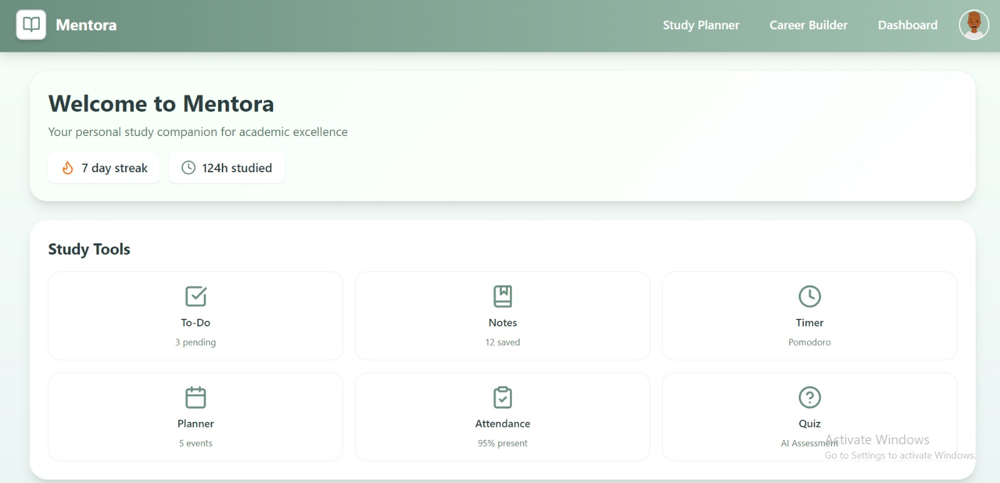 Mentora
Study Planner
Career Builder
Dashboard
Welcome to Mentora
Your personal study companion for academic excellence
7 day streak
124h studied
Study Tools
To-Do
3 pending
Notes
12 saved
Timer
Pomodoro
Planner
5 events
Attendance
95% present
Quiz
AI Assessment
Activate Windows
Go to Settings to activate Windows.